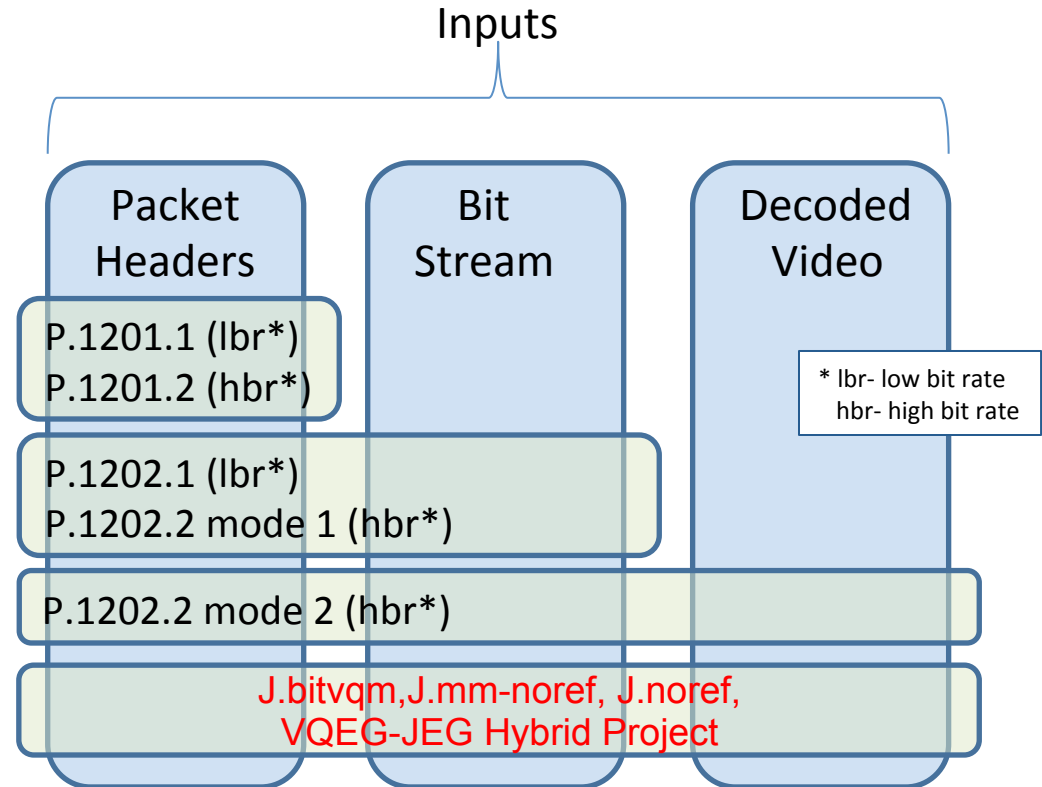 Inputs
Packet
Headers
Bit
Stream
Decoded
Video
P.1201.1 (lbr*)
P.1201.2 (hbr*)
* lbr- low bit rate
hbr- high bit rate
P.1202.1 (lbr*)
P.1202.2 mode 1 (hbr*)
P.1202.2 mode 2 (hbr*)
J.bitvqm,J.mm-noref, J.noref,
VQEG-JEG Hybrid Project